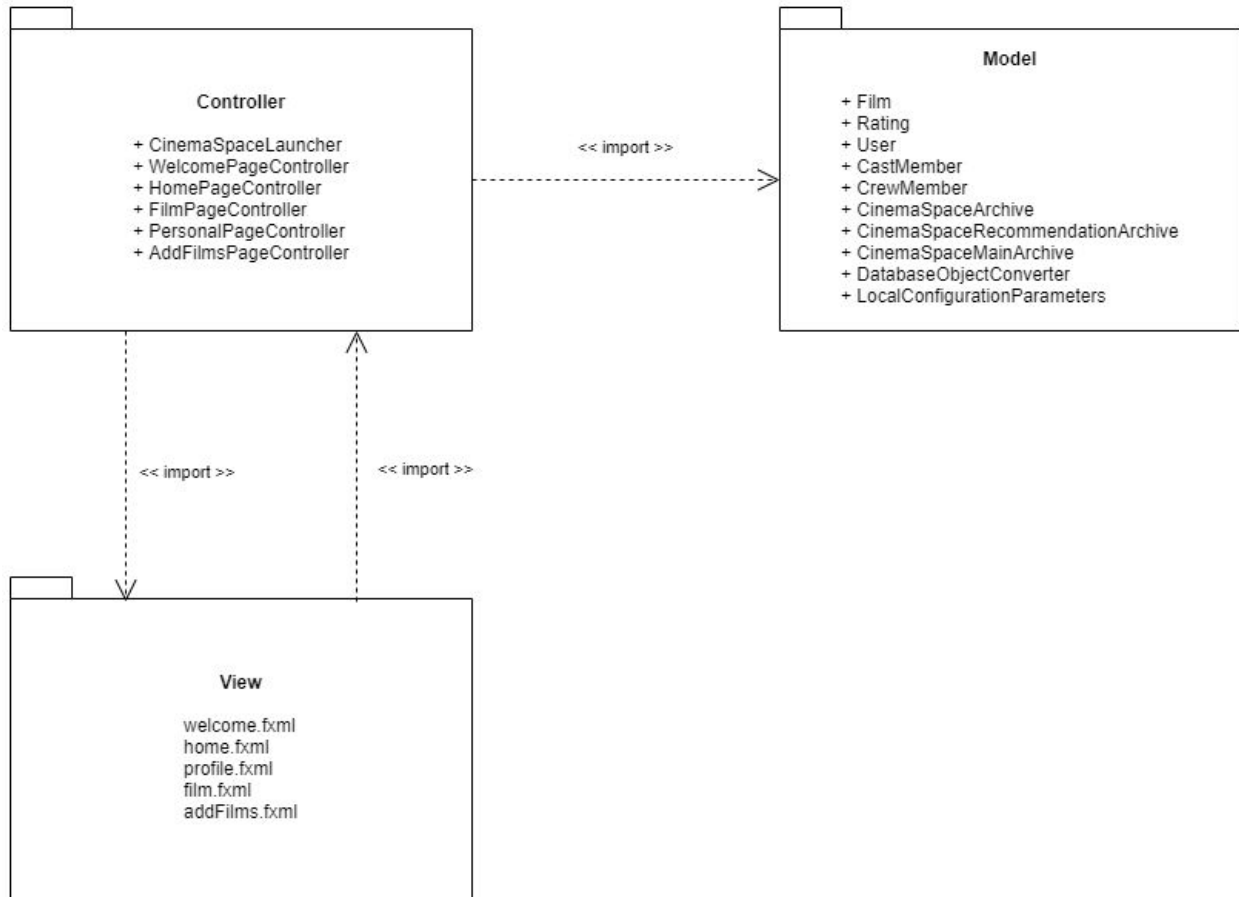 Controller
+ CinemaSpaceLauncher
+ WelcomePageController
+ HomePageController
+ FilmPageController
+ PersonalPageController
+ AddFilmsPageController
<< import >>
Model
+ Film
+ Rating
+ User
+ CastMember
+ CrewMember
+ CinemaSpaceArchive
+ CinemaSpaceRecommendationArchive
+ CinemaSpaceMainArchive
+ DatabaseObjectConverter
+ LocalConfigurationParameters
<< import >>
<< import >>
View
welcome.fxml
home.fxml
profile.fxml
film.fxml
addFilms.fxml